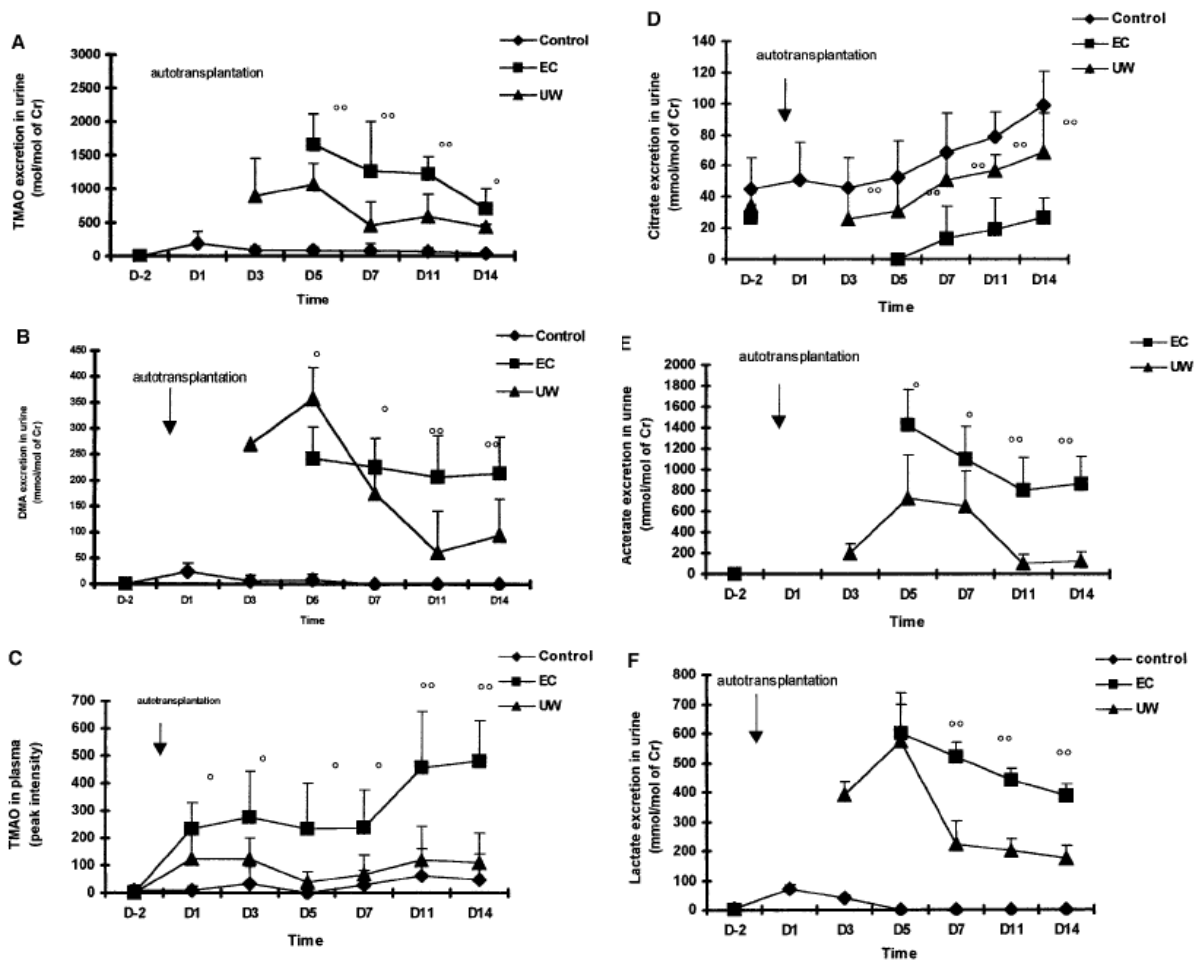 A
TMAO excretion in urine
(mol/mol of Cr)
3000
2500
2000
1500
1000
500
0
autotransplantation
Control
EC
UW
°°
°°
°°
°
D-2 D1 D3 D5 D7 D11 D14
Time
B
DMA excretion in urine
(mmol/mol of Cr)
450
400
350
300
250
200
150
100
50
0
autotransplantation
Control
EC
UW
°
°
°°
°°
D-2 D1 D3 D5 D7 D11 D14
Time
C
TMAO in plasma
(peak intensity)
700
600
500
400
300
200
100
0
autotransplantation
Control
EC
UW
°
°
°
°
°°
°°
D-2 D1 D3 D5 D7 D11 D14
Time
D
Citrate excretion in urine
(mmol/mol of Cr)
140
120
100
80
60
40
20
0
autotransplantation
Control
EC
UW
°°
°°
°°
°°
°°
D-2 D1 D3 D5 D7 D11 D14
Time
E
Actetate excretion in urine
(mmol/mol of Cr)
2000
1800
1600
1400
1200
1000
800
600
400
200
0
autotransplantation
EC
UW
°
°
°°
°°
D-2 D1 D3 D5 D7 D11 D14
Time
F
Lactate excretion in urine
(mmol/mol of Cr)
800
700
600
500
400
300
200
100
0
autotransplantation
control
EC
UW
°°
°°
°°
D-2 D1 D3 D5 D7 D11 D14
Time